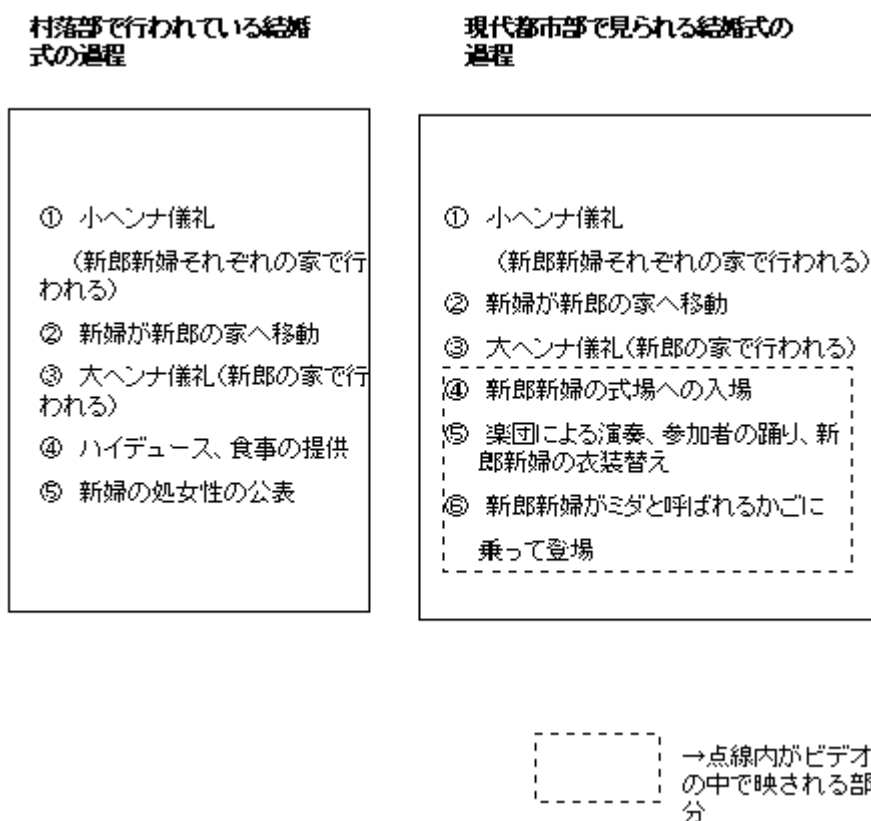 村落部で行われている結婚
式の過程
① 小ヘンナ儀礼
（新郎新婦それぞれの家で行
われる）
② 新婦が新郎の家へ移動
③ 大ヘンナ儀礼(新郎の家で行
われる）
④ ハイデュース、食事の提供
⑤ 新婦の処女性の公表
現代都市部で見られる結婚式の
過程
① 小ヘンナ儀礼
（新郎新婦それぞれの家で行われる）
② 新婦が新郎の家へ移動
③ 大ヘンナ儀礼(新郎の家で行われる）
④ 新郎新婦の式場への入場
⑤ 楽団による演奏、参加者の踊り、新
郎新婦の衣装替え
⑥ 新郎新婦がミダと呼ばれるかごに
乗って登場
→点線内がビデオ
の中で映される部
分